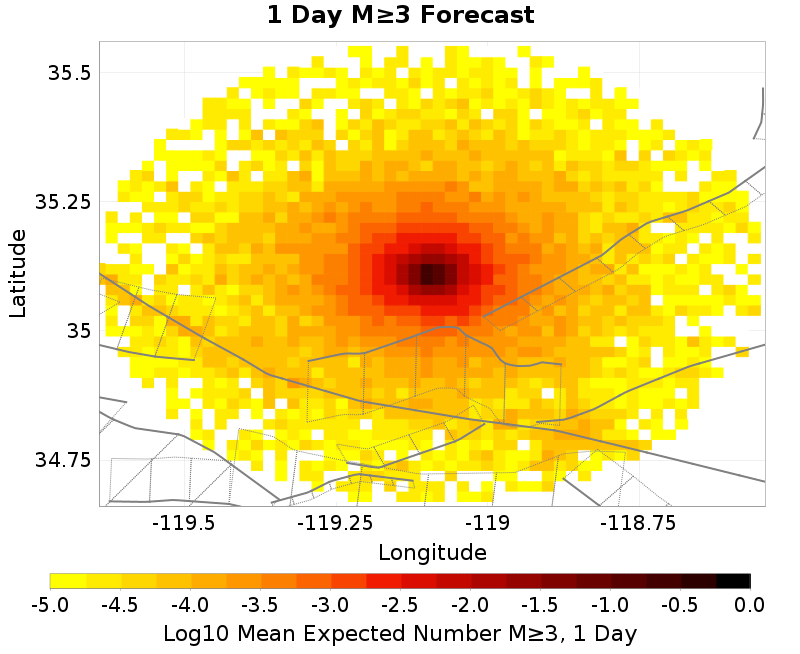 1 Day M≥3 Forecast
35.5
35.25
35
34.75
Latitude
-119.5 -119.25 -119 -118.75
Longitude
-5.0 -4.5 -4.0 -3.5 -3.0 -2.5 -2.0 -1.5 -1.0 -0.5 0.0
Log10 Mean Expected Number M≥3, 1 Day